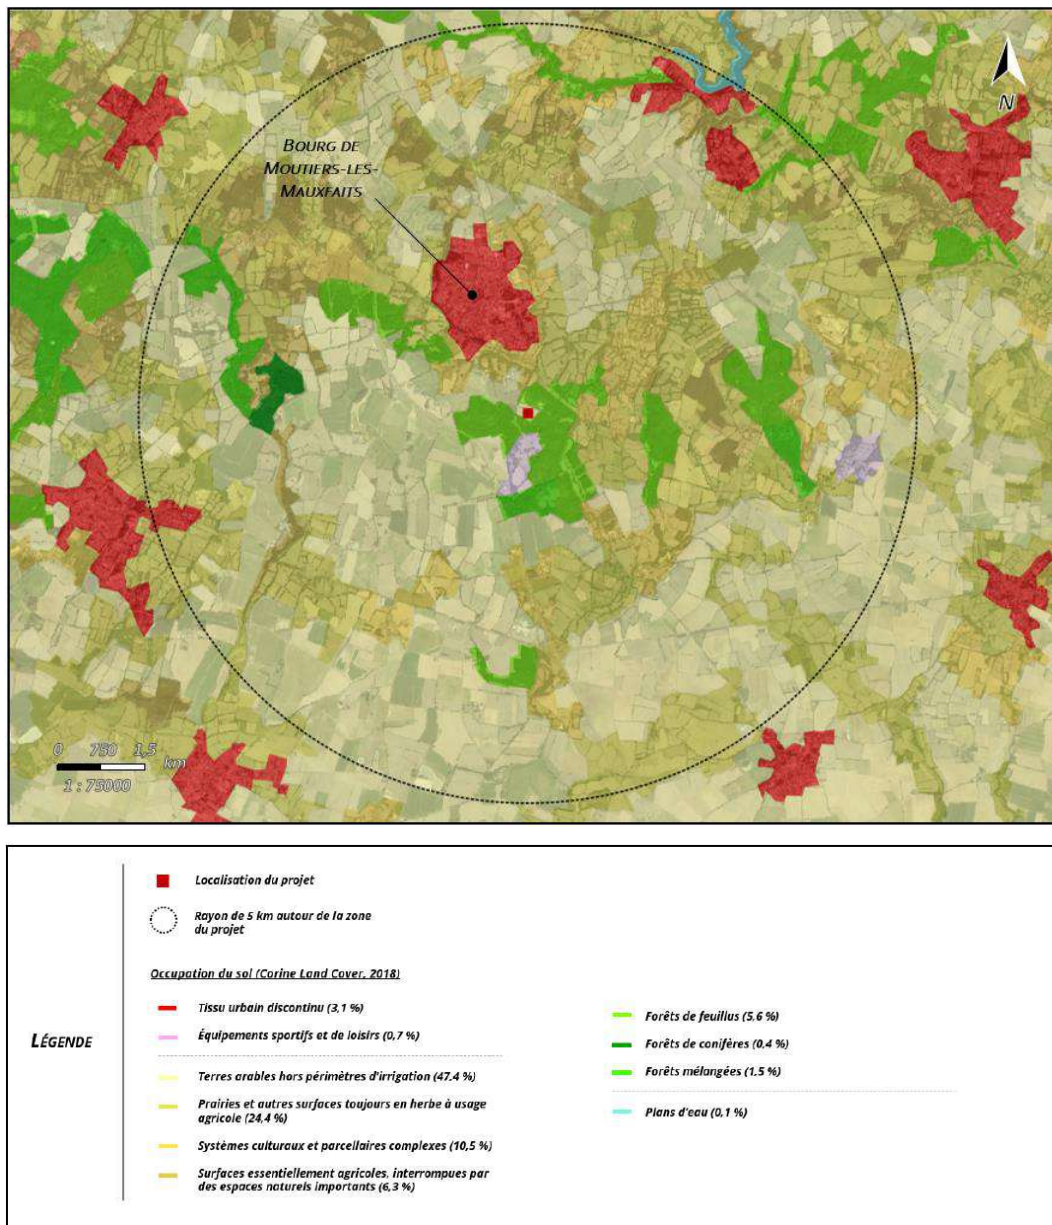 BOURG DE
MOUTIERS-LES-
MAUXFAITS
N
0 750 1,5
km
1 : 75000
LÉGENDE
Localisation du projet
Rayon de 5 km autour de la zone
du projet
Occupation du sol (Corine Land Cover, 2018)
Tissu urbain discontinu (3,1 %)
Équipements sportifs et de loisirs (0,7 %)
Terres arables hors périmètres d'irrigation (47,4 %)
Prairies et autres surfaces toujours en herbe à usage
agricole (24,4 %)
Systèmes culturaux et parcellaires complexes (10,5 %)
Surfaces essentiellement agricoles, interrompues par
des espaces naturels importants (6,3 %)
Forêts de feuillus (5,6 %)
Forêts de conifères (0,4 %)
Forêts mélangées (1,5 %)
Plans d'eau (0,1 %)